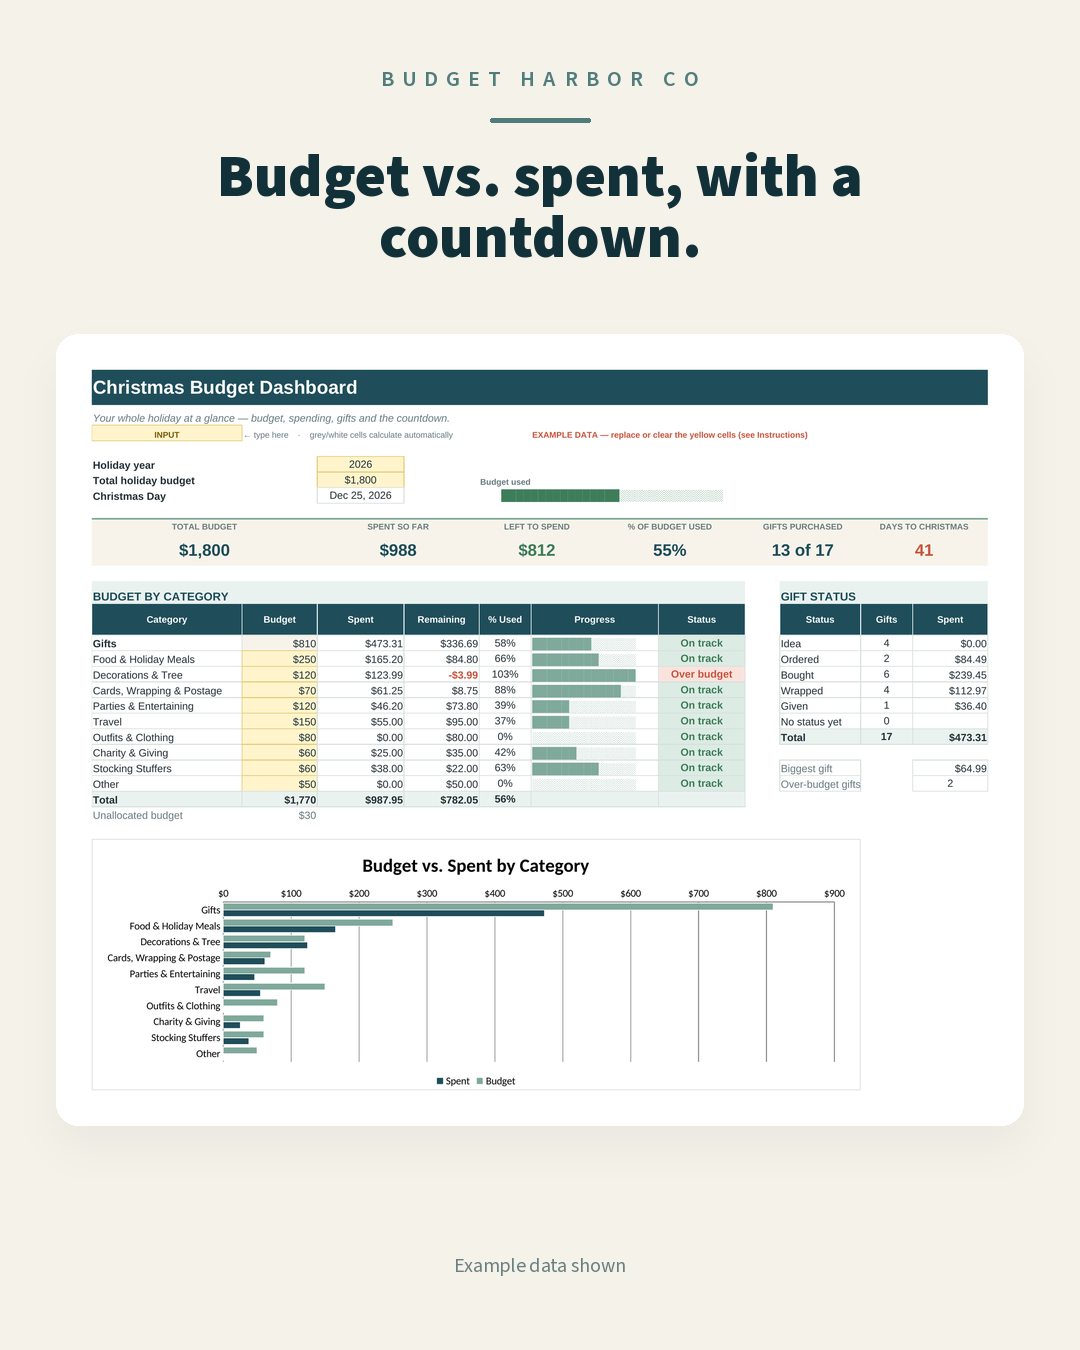 BUDGET HARBOR CO
Budget vs. spent, with a
countdown.
Christmas Budget Dashboard
Your whole holiday at a glance — budget, spending, gifts and the countdown.
INPUT ← type here · grey/white cells calculate automatically EXAMPLE DATA — replace or clear the yellow cells (see Instructions)
Holiday year 2026
Total holiday budget $1,800 Budget used
Christmas Day Dec 25, 2026
TOTAL BUDGET SPENT SO FAR LEFT TO SPEND % OF BUDGET USED GIFTS PURCHASED DAYS TO CHRISTMAS
$1,800 $988 $812 55% 13 of 17 41
BUDGET BY CATEGORY GIFT STATUS
Category Budget Spent Remaining % Used Progress Status Status Gifts Spent
Gifts $810 $473.31 $336.69 58% On track Idea 4 $0.00
Food & Holiday Meals $250 $165.20 $84.80 66% On track Ordered 2 $84.49
Decorations & Tree $120 $123.99 -$3.99 103% Over budget Bought 6 $239.45
Cards, Wrapping & Postage $70 $61.25 $8.75 88% On track Wrapped 4 $112.97
Parties & Entertaining $120 $46.20 $73.80 39% On track Given 1 $36.40
Travel $150 $55.00 $95.00 37% On track No status yet 0
Outfits & Clothing $80 $0.00 $80.00 0% On track Total 17 $473.31
Charity & Giving $60 $25.00 $35.00 42% On track
Stocking Stuffers $60 $38.00 $22.00 63% On track Biggest gift $64.99
Other $50 $0.00 $50.00 0% On track Over-budget gifts 2
Total $1,770 $987.95 $782.05 56%
Unallocated budget $30
Budget vs. Spent by Category
$0 $100 $200 $300 $400 $500 $600 $700 $800 $900
Gifts
Food & Holiday Meals
Decorations & Tree
Cards, Wrapping & Postage
Parties & Entertaining
Travel
Outfits & Clothing
Charity & Giving
Stocking Stuffers
Other
Spent Budget
Example data shown